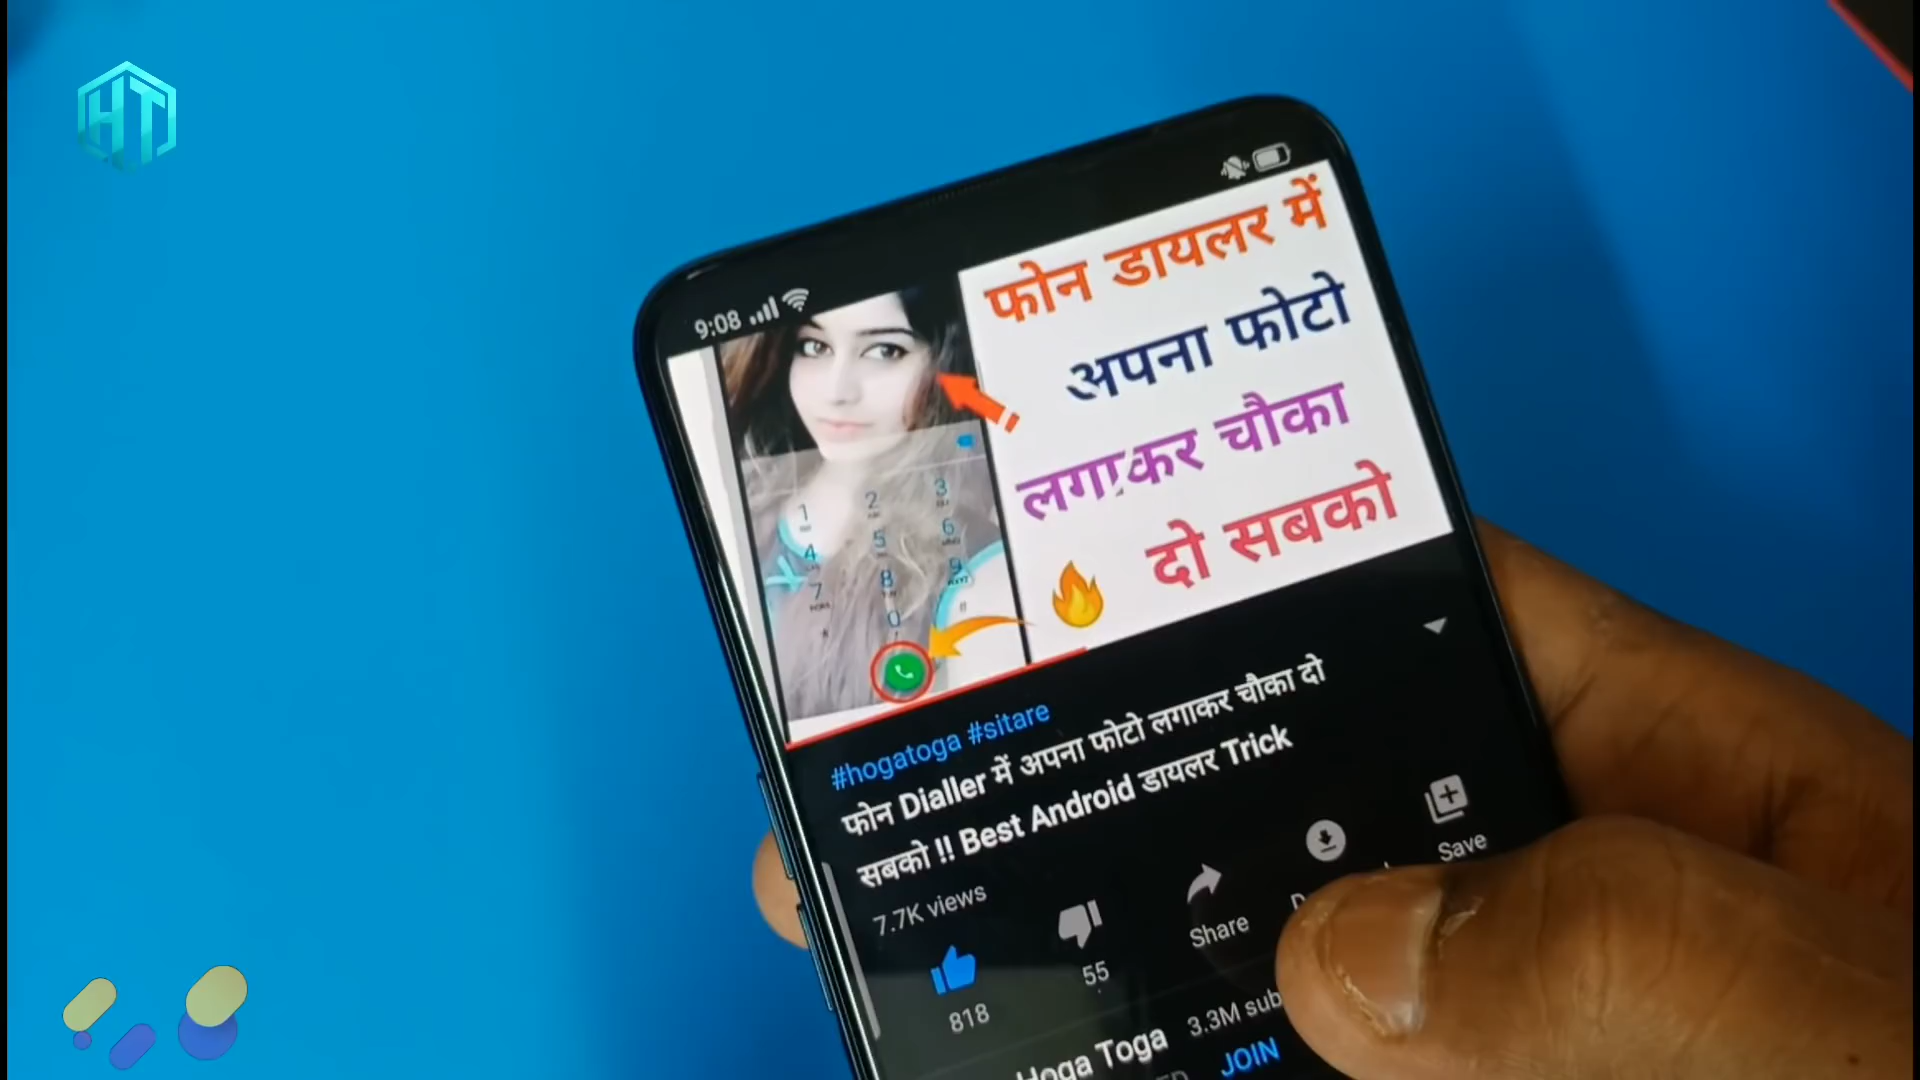 HT
9:08
फोन डायलर में
अपना फोटो
लगाकर चौका
दो सबको
1 2 3
4 5 6
7 8 9
0
#hogatoga #sitare
फोन Dialler में अपना फोटो लगाकर चौका दो
सबको !! Best Android डायलर Trick
7.7K views
818
55
Share
Save
Hoga Toga
3.3M
JOIN